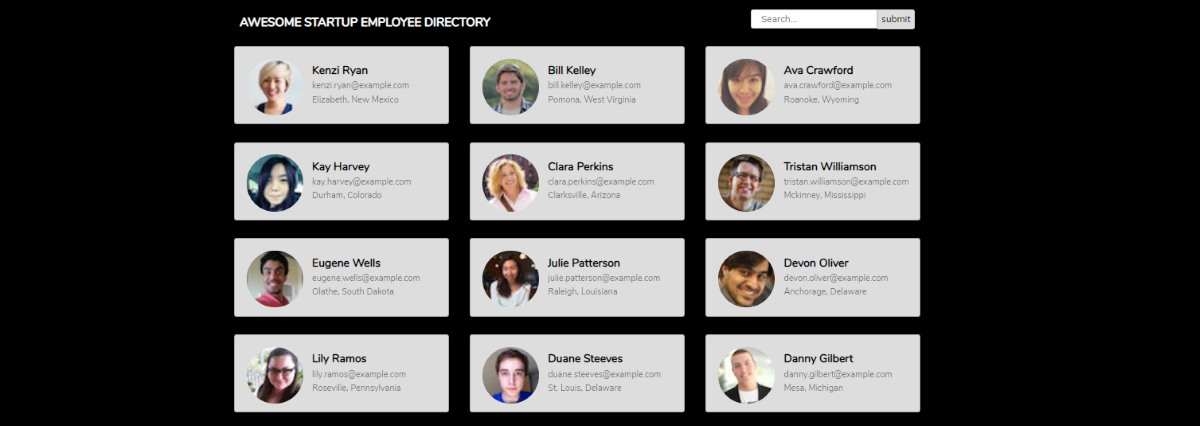 AWESOME STARTUP EMPLOYEE DIRECTORY
Search...
submit
Kenzi Ryan
kenzi.ryan@example.com
Elizabeth, New Mexico
Bill Kelley
bill.kelley@example.com
Pomona, West Virginia
Ava Crawford
ava.crawford@example.com
Roanoke, Wyoming
Kay Harvey
kay.harvey@example.com
Durham, Colorado
Clara Perkins
clara.perkins@example.com
Clarksville, Arizona
Tristan Williamson
tristan.williamson@example.com
Mckinney, Mississippi
Eugene Wells
eugene.wells@example.com
Olathe, South Dakota
Julie Patterson
julie.patterson@example.com
Raleigh, Louisiana
Devon Oliver
devon.oliver@example.com
Anchorage, Delaware
Lily Ramos
lily.ramos@example.com
Roseville, Pennsylvania
Duane Steeves
duane.steeves@example.com
St. Louis, Delaware
Danny Gilbert
danny.gilbert@example.com
Mesa, Michigan